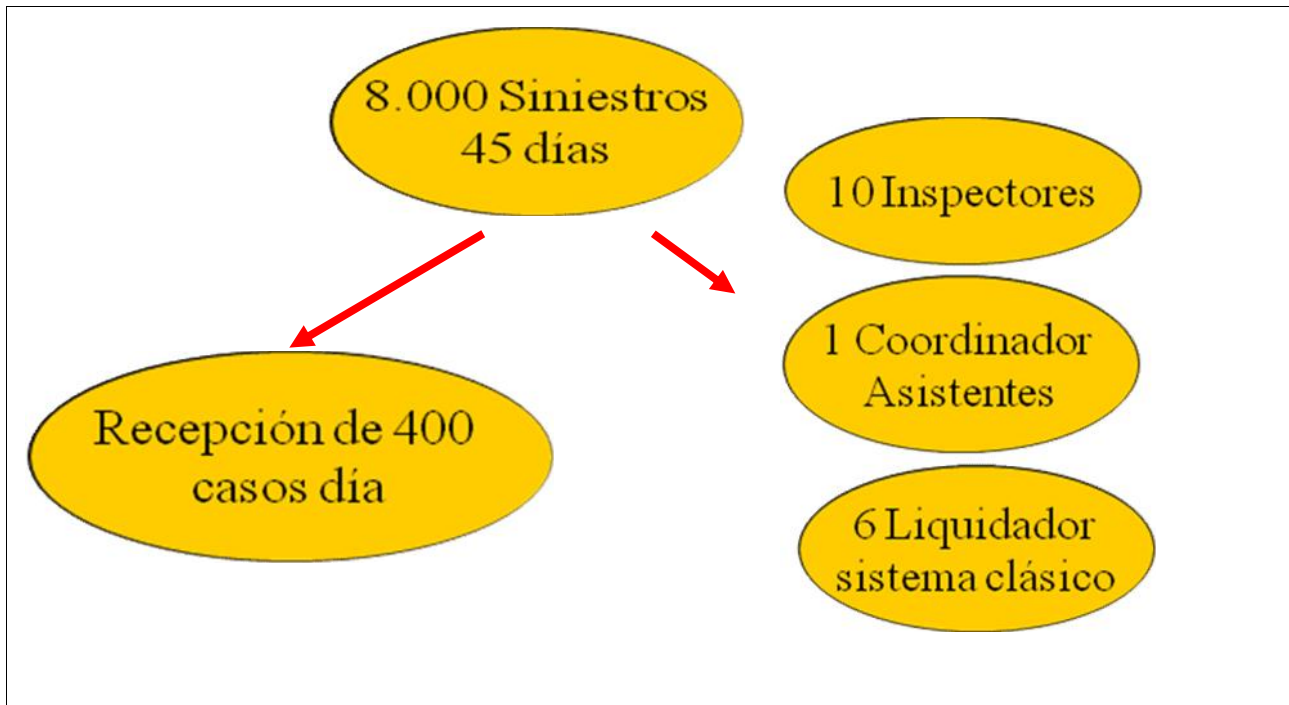 8.000 Siniestros
45 días
10 Inspectores
1 Coordinador
Asistentes
Recepción de 400
casos día
6 Liquidador
sistema clásico